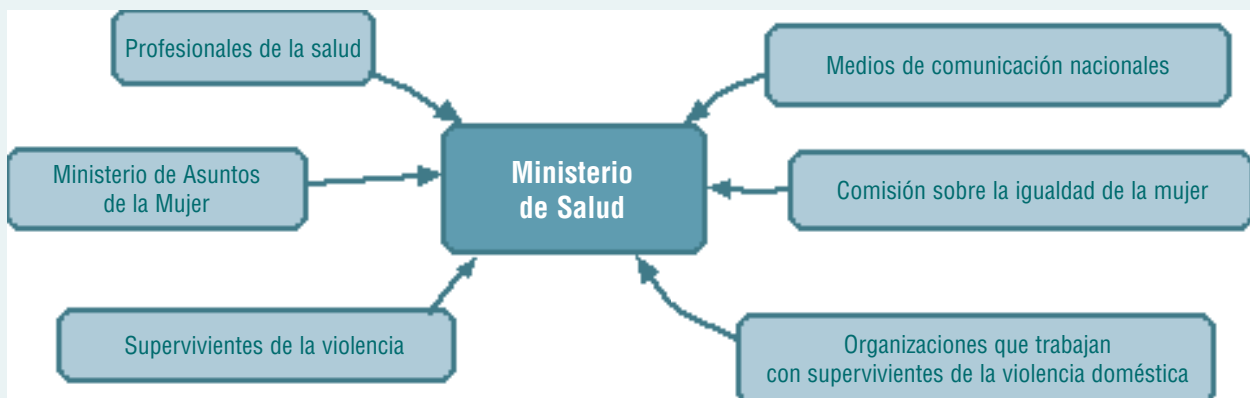 Profesionales de la salud
Medios de comunicación nacionales
Ministerio de Asuntos
de la Mujer
Ministerio
de Salud
Comisión sobre la igualdad de la mujer
Supervivientes de la violencia
Organizaciones que trabajan
con supervivientes de la violencia doméstica